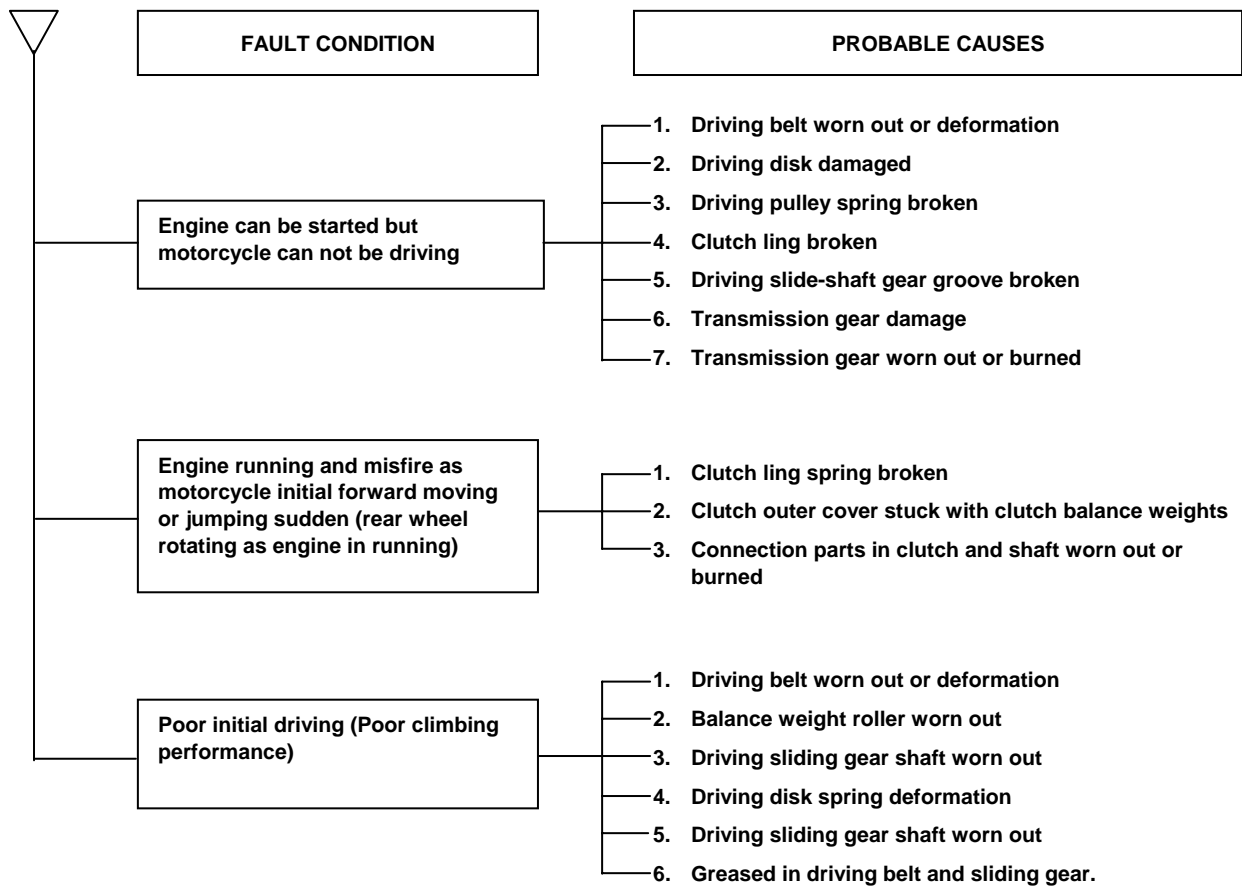 FAULT CONDITION
PROBABLE CAUSES
Engine can be started but
motorcycle can not be driving
1. Driving belt worn out or deformation
2. Driving disk damaged
3. Driving pulley spring broken
4. Clutch ling broken
5. Driving slide-shaft gear groove broken
6. Transmission gear damage
7. Transmission gear worn out or burned
Engine running and misfire as
motorcycle initial forward moving
or jumping sudden (rear wheel
rotating as engine in running)
1. Clutch ling spring broken
2. Clutch outer cover stuck with clutch balance weights
3. Connection parts in clutch and shaft worn out or
burned
Poor initial driving (Poor climbing
performance)
1. Driving belt worn out or deformation
2. Balance weight roller worn out
3. Driving sliding gear shaft worn out
4. Driving disk spring deformation
5. Driving sliding gear shaft worn out
6. Greased in driving belt and sliding gear.